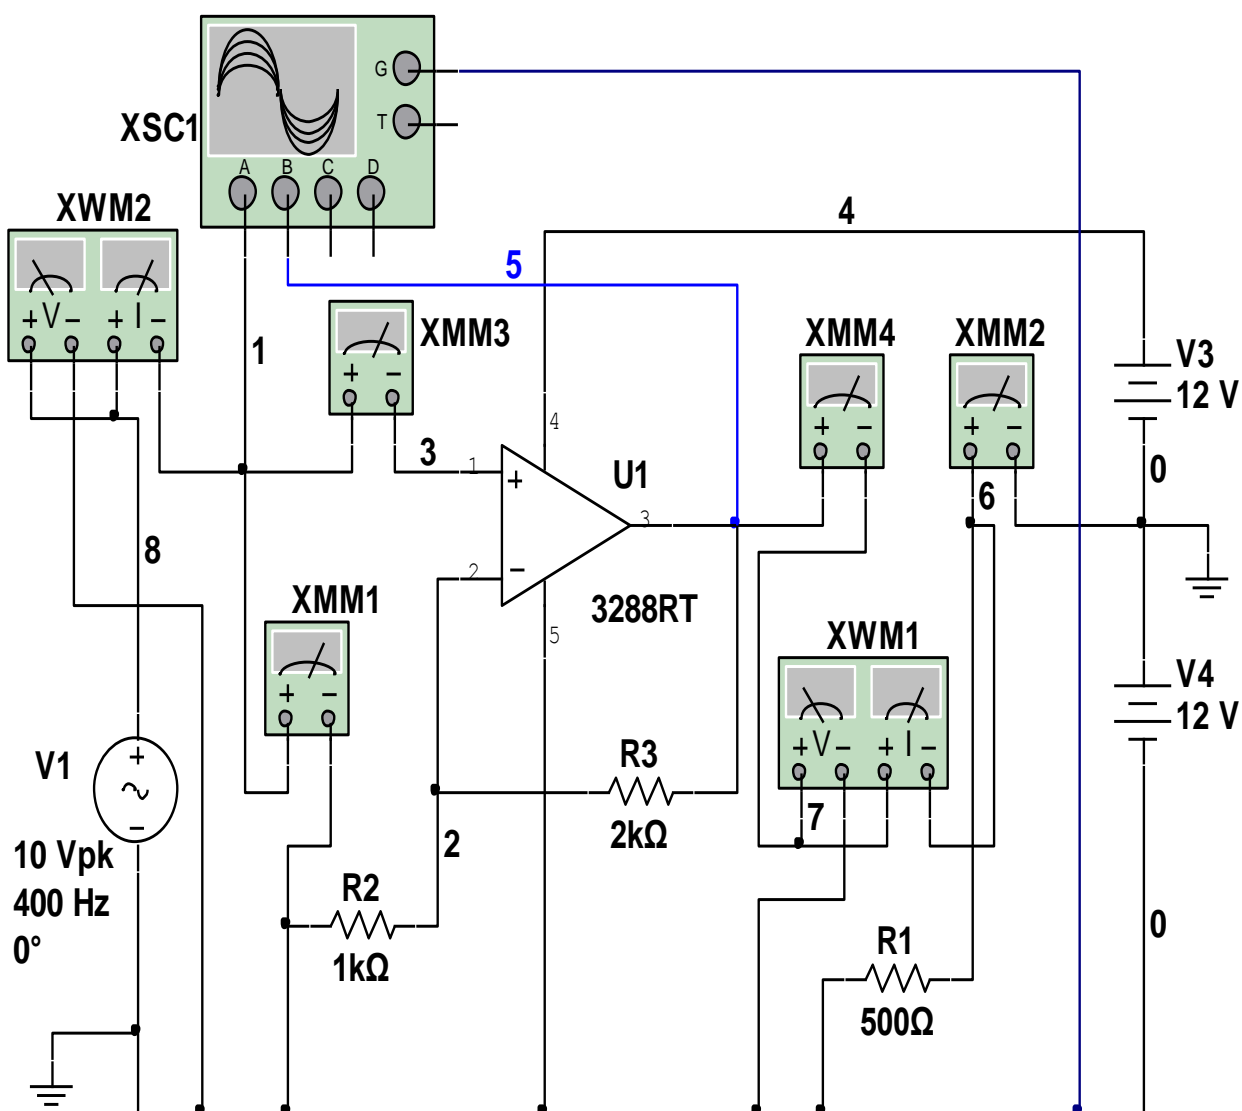 XSC1
G
T
A B C D
XWM2
+ V − + I −
4
5
1
XMM3
+ −
XMM4
+ −
XMM2
+ −
V3
12 V
0
3
1
4
U1
+
3
6
8
2
−
3288RT
5
XMM1
+ −
XWM1
+ V − + I −
V4
12 V
V1
+
−
10 Vpk
400 Hz
0°
R3
2kΩ
7
2
R2
1kΩ
R1
500Ω
0